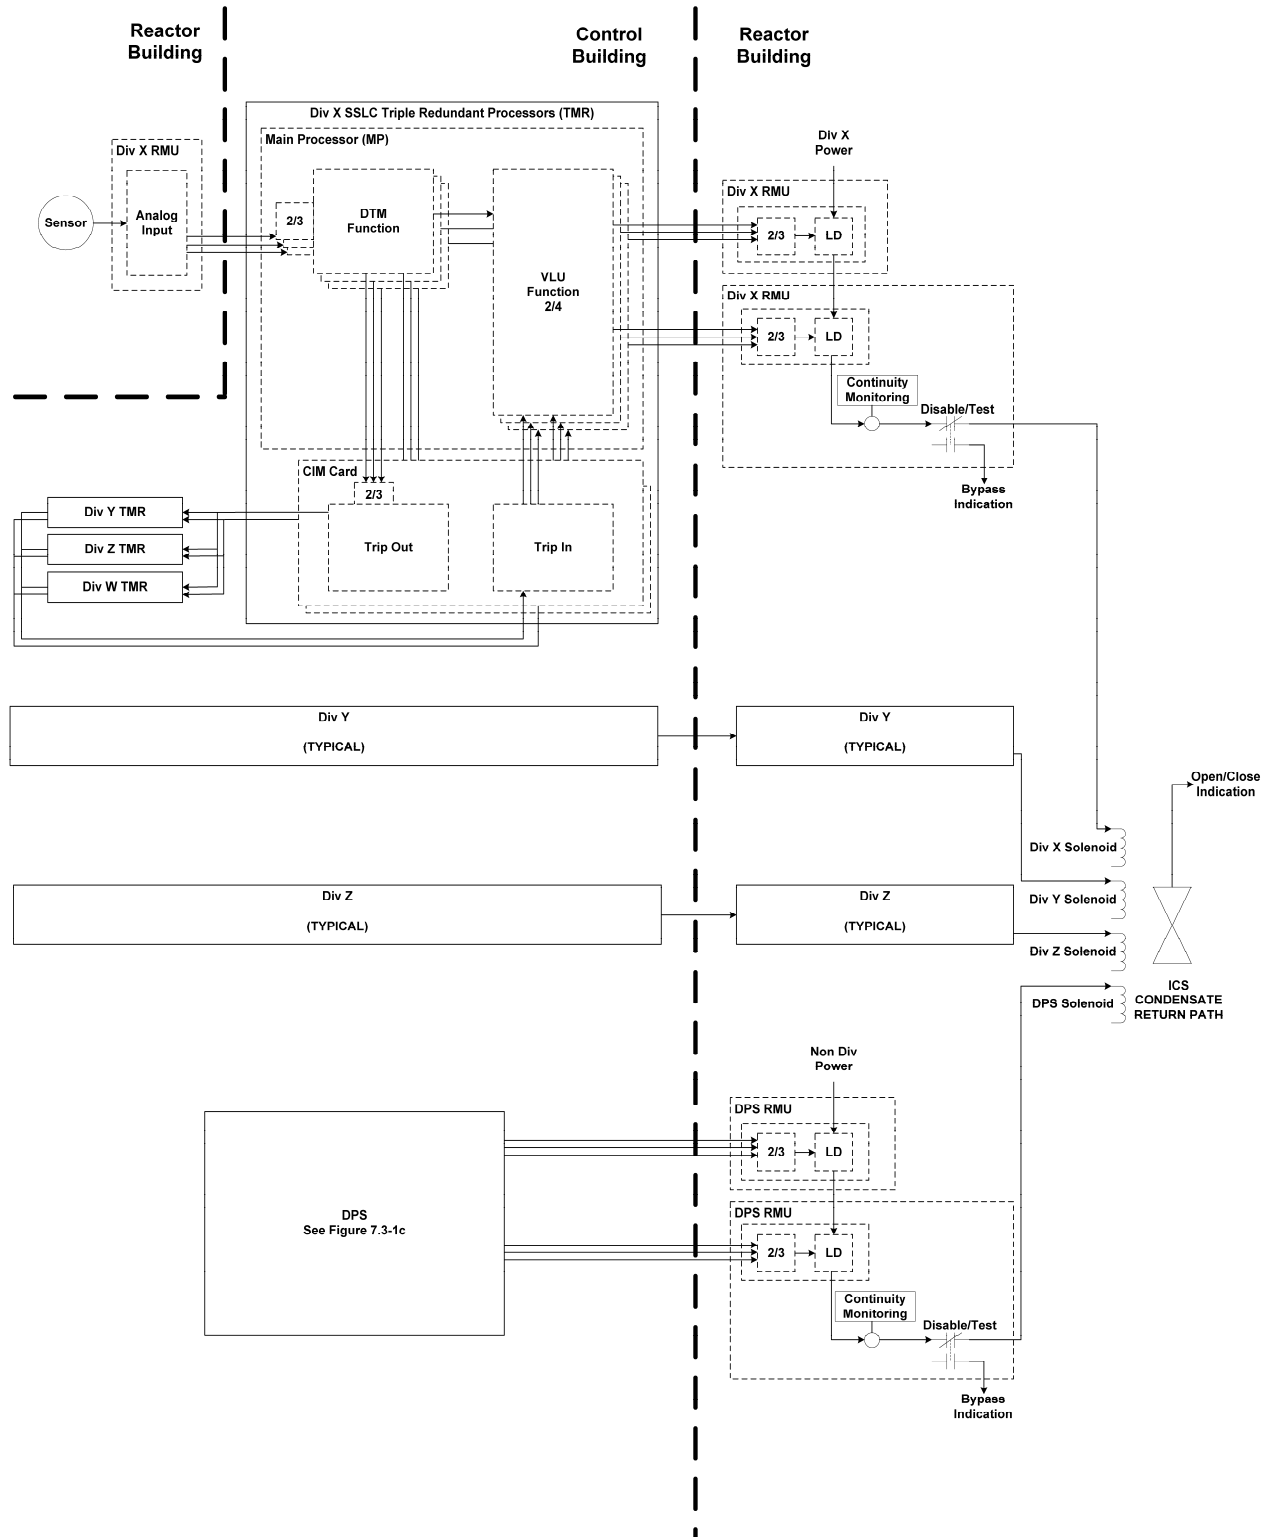 Reactor
Building
Control
Building
Reactor
Building
Div X SSLC Triple Redundant Processors (TMR)
Main Processor (MP)
Div X RMU
Sensor
Analog
Input
2/3
DTM
Function
VLU
Function
2/4
Div X
Power
Div X RMU
2/3
LD
Div X RMU
2/3
LD
Continuity
Monitoring
Disable/Test
Bypass
Indication
CIM Card
2/3
Trip Out
Trip In
Div Y TMR
Div Z TMR
Div W TMR
Div Y
(TYPICAL)
Div Y
(TYPICAL)
Open/Close
Indication
Div X Solenoid
Div Z
(TYPICAL)
Div Z
(TYPICAL)
Div Y Solenoid
Div Z Solenoid
DPS Solenoid
ICS
CONDENSATE
RETURN PATH
Non Div
Power
DPS RMU
2/3
LD
DPS
See Figure 7.3-1c
DPS RMU
2/3
LD
Continuity
Monitoring
Disable/Test
Bypass
Indication